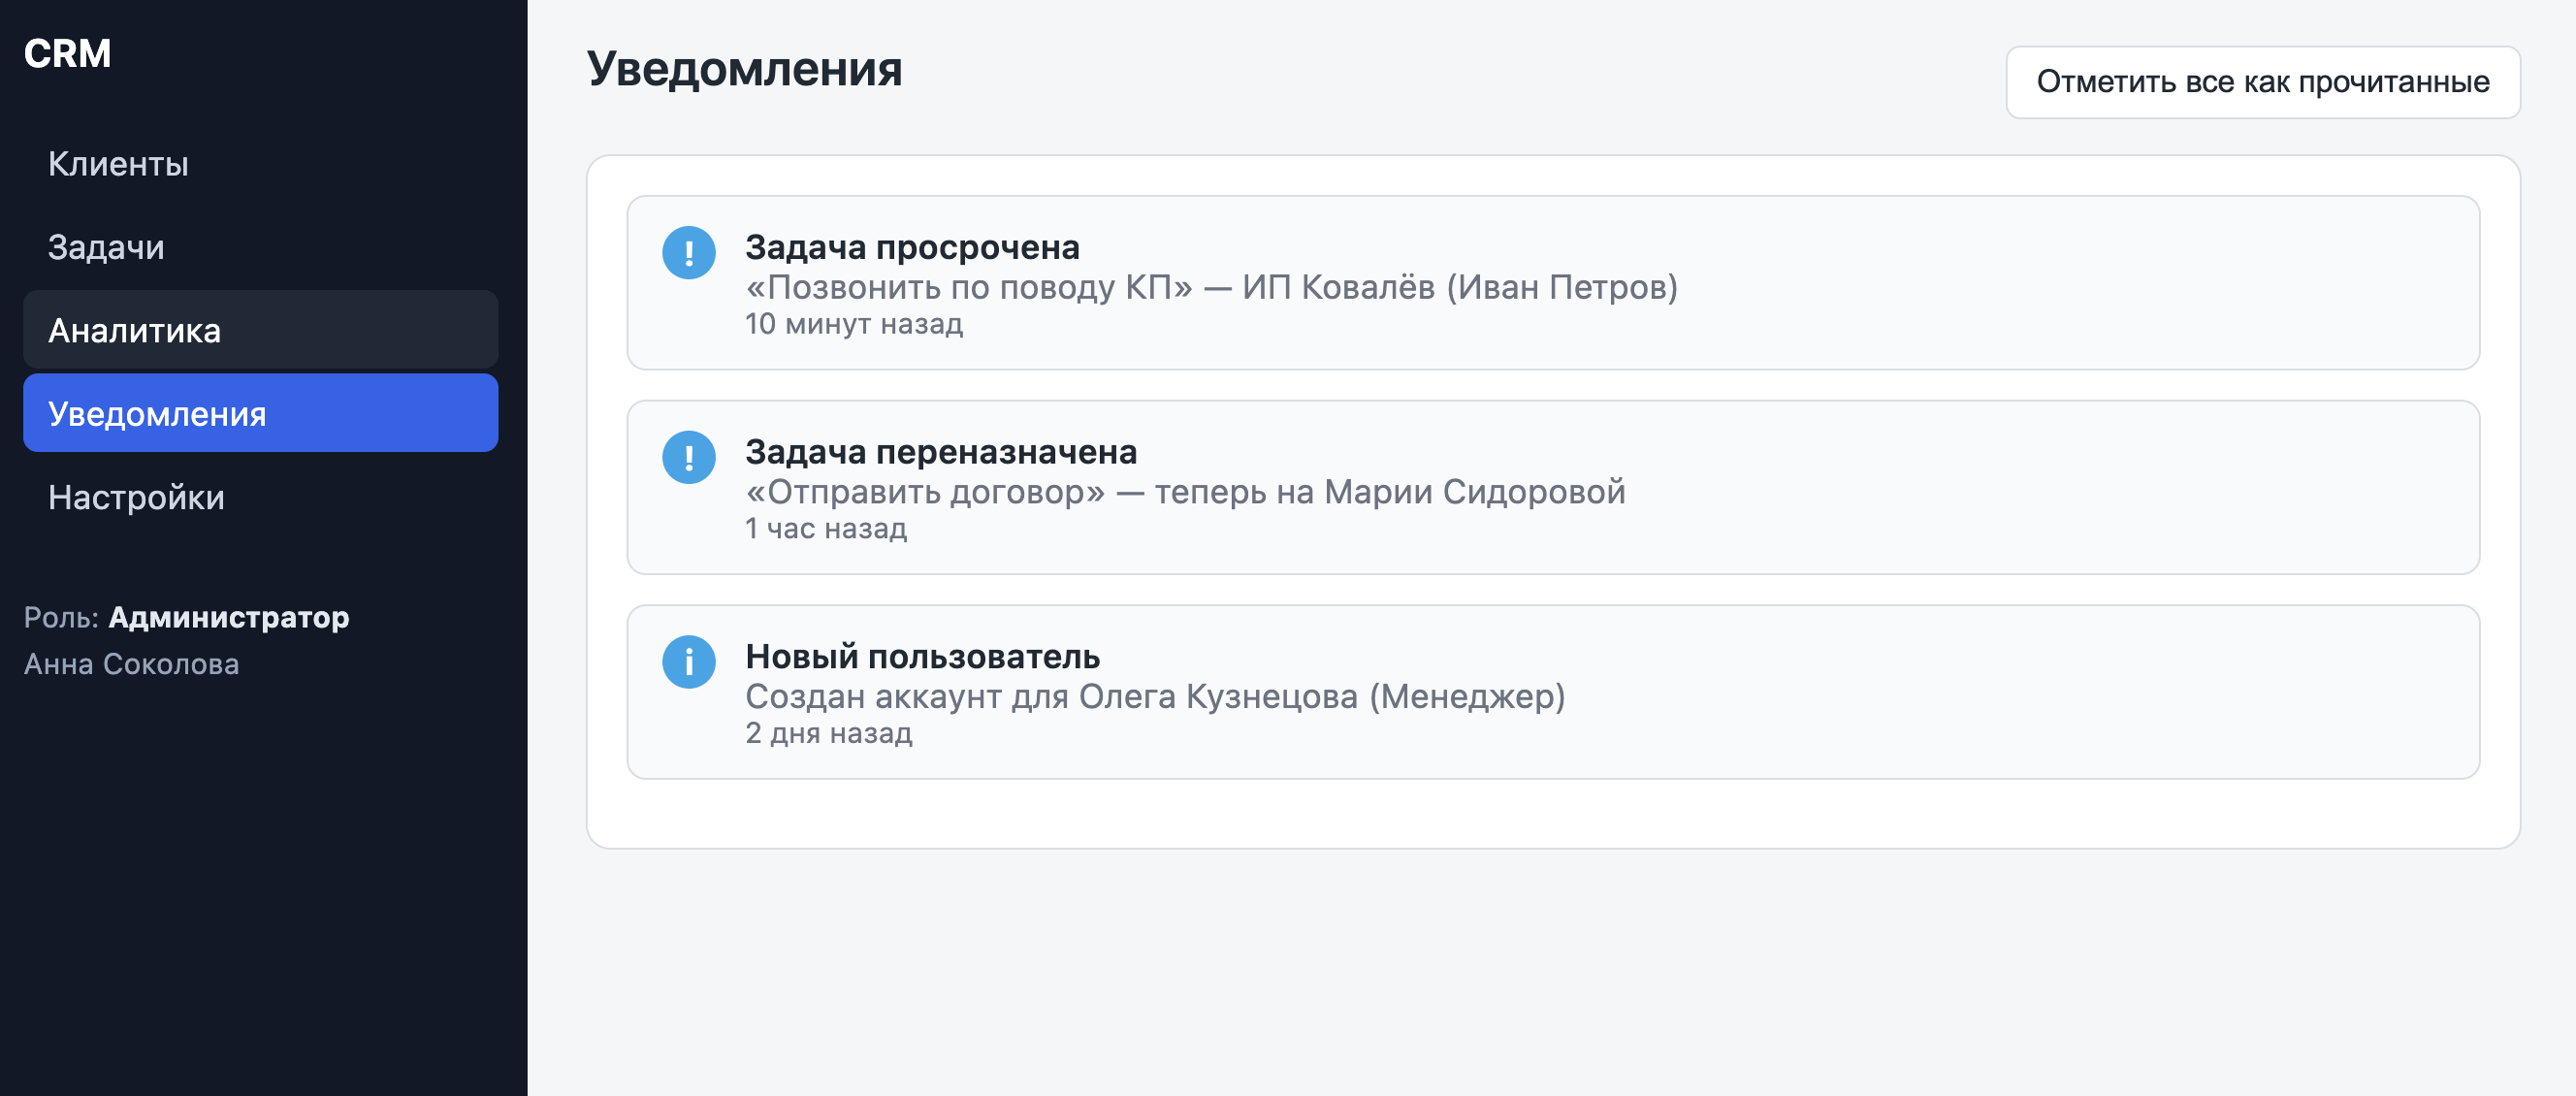 CRM
Клиенты
Задачи
Аналитика
Уведомления
Настройки
Роль: Администратор
Анна Соколова
Уведомления
Отметить все как прочитанные
!
Задача просрочена
«Позвонить по поводу КП» — ИП Ковалёв (Иван Петров)
10 минут назад
!
Задача переназначена
«Отправить договор» — теперь на Марии Сидоровой
1 час назад
i
Новый пользователь
Создан аккаунт для Олега Кузнецова (Менеджер)
2 дня назад